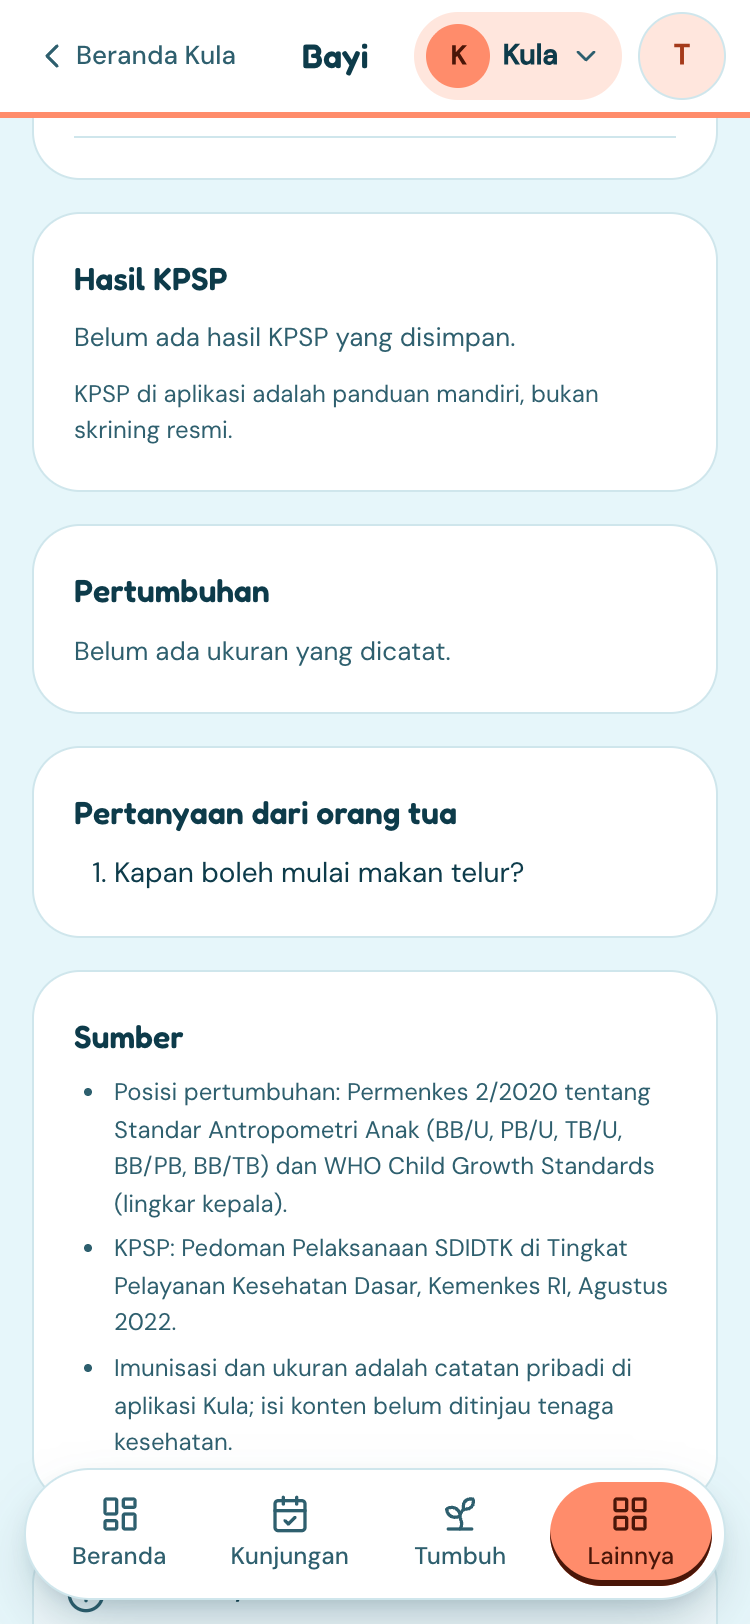 Beranda Kula
Bayi
K
Kula
T
Hasil KPSP
Belum ada hasil KPSP yang disimpan.
KPSP di aplikasi adalah panduan mandiri, bukan
skrining resmi.
Pertumbuhan
Belum ada ukuran yang dicatat.
Pertanyaan dari orang tua
1. Kapan boleh mulai makan telur?
Sumber
• Posisi pertumbuhan: Permenkes 2/2020 tentang
Standar Antropometri Anak (BB/U, PB/U, TB/U,
BB/PB, BB/TB) dan WHO Child Growth Standards
(lingkar kepala).
• KPSP: Pedoman Pelaksanaan SDIDTK di Tingkat
Pelayanan Kesehatan Dasar, Kemenkes RI, Agustus
2022.
• Imunisasi dan ukuran adalah catatan pribadi di
aplikasi Kula; isi konten belum ditinjau tenaga
kesehatan.
Beranda
Kunjungan
Tumbuh
Lainnya